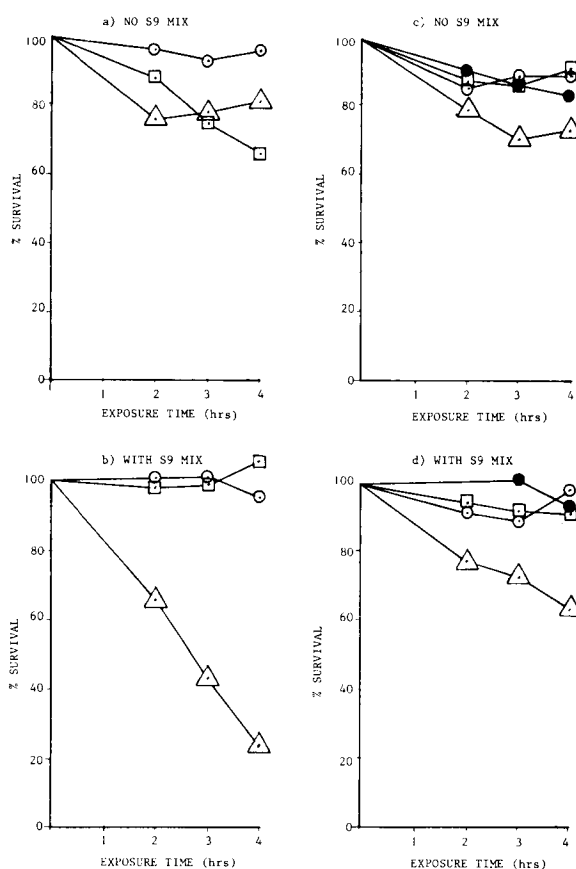 a) NO S9 MIX
100
80
60
40
20
0
% SURVIVAL
1 2 3 4
EXPOSURE TIME (hrs)
c) NO S9 MIX
100
80
60
40
20
0
% SURVIVAL
1 2 3 4
EXPOSURE TIME (hrs)
b) WITH S9 MIX
100
80
60
40
20
0
% SURVIVAL
1 2 3 4
EXPOSURE TIME (hrs)
d) WITH S9 MIX
100
80
60
40
20
0
% SURVIVAL
1 2 3 4
EXPOSURE TIME (hrs)